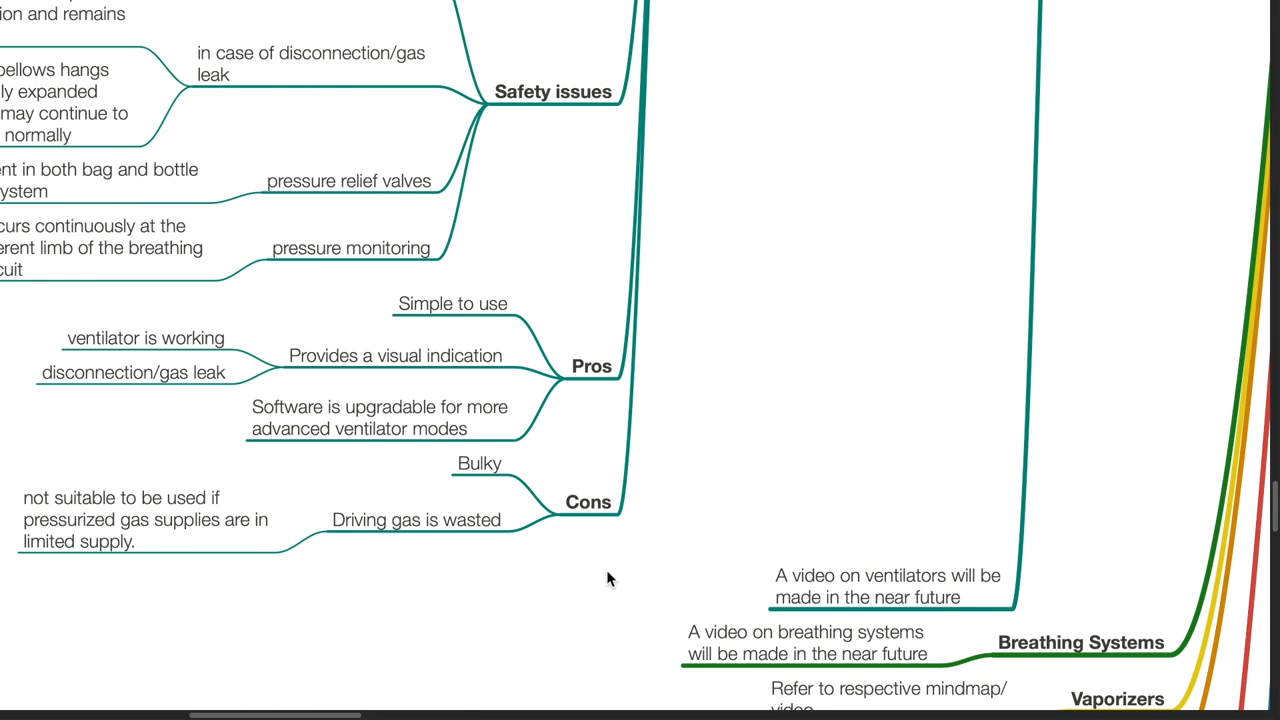 ion and remains
in case of disconnection/gas
leak
bellows hangs
ly expanded
may continue to
normally
Safety issues
ent in both bag and bottle
ystem
pressure relief valves
curs continuously at the
erent limb of the breathing
cuit
pressure monitoring
Simple to use
ventilator is working
Provides a visual indication
disconnection/gas leak
Pros
Software is upgradable for more
advanced ventilator modes
Bulky
Cons
not suitable to be used if
pressurized gas supplies are in
limited supply.
Driving gas is wasted
A video on ventilators will be
made in the near future
A video on breathing systems
will be made in the near future
Breathing Systems
Refer to respective mindmap/
video
Vaporizers